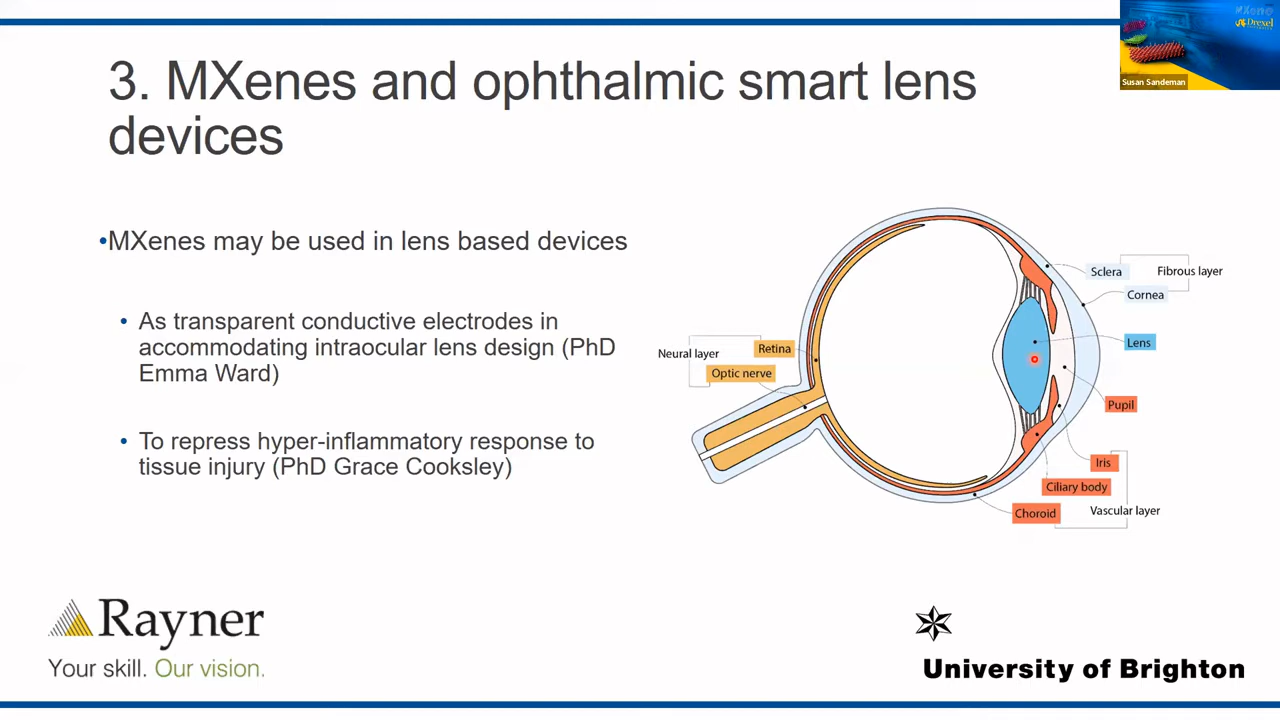 3. MXenes and ophthalmic smart lens
devices
•MXenes may be used in lens based devices
• As transparent conductive electrodes in
accommodating intraocular lens design (PhD
Emma Ward)
• To repress hyper-inflammatory response to
tissue injury (PhD Grace Cooksley)
Sclera
Fibrous layer
Cornea
Lens
Neural layer
Retina
Optic nerve
Pupil
Iris
Ciliary body
Choroid
Vascular layer
Rayner
Your skill. Our vision.
University of Brighton
MXene
Drexel
Susan Sandeman